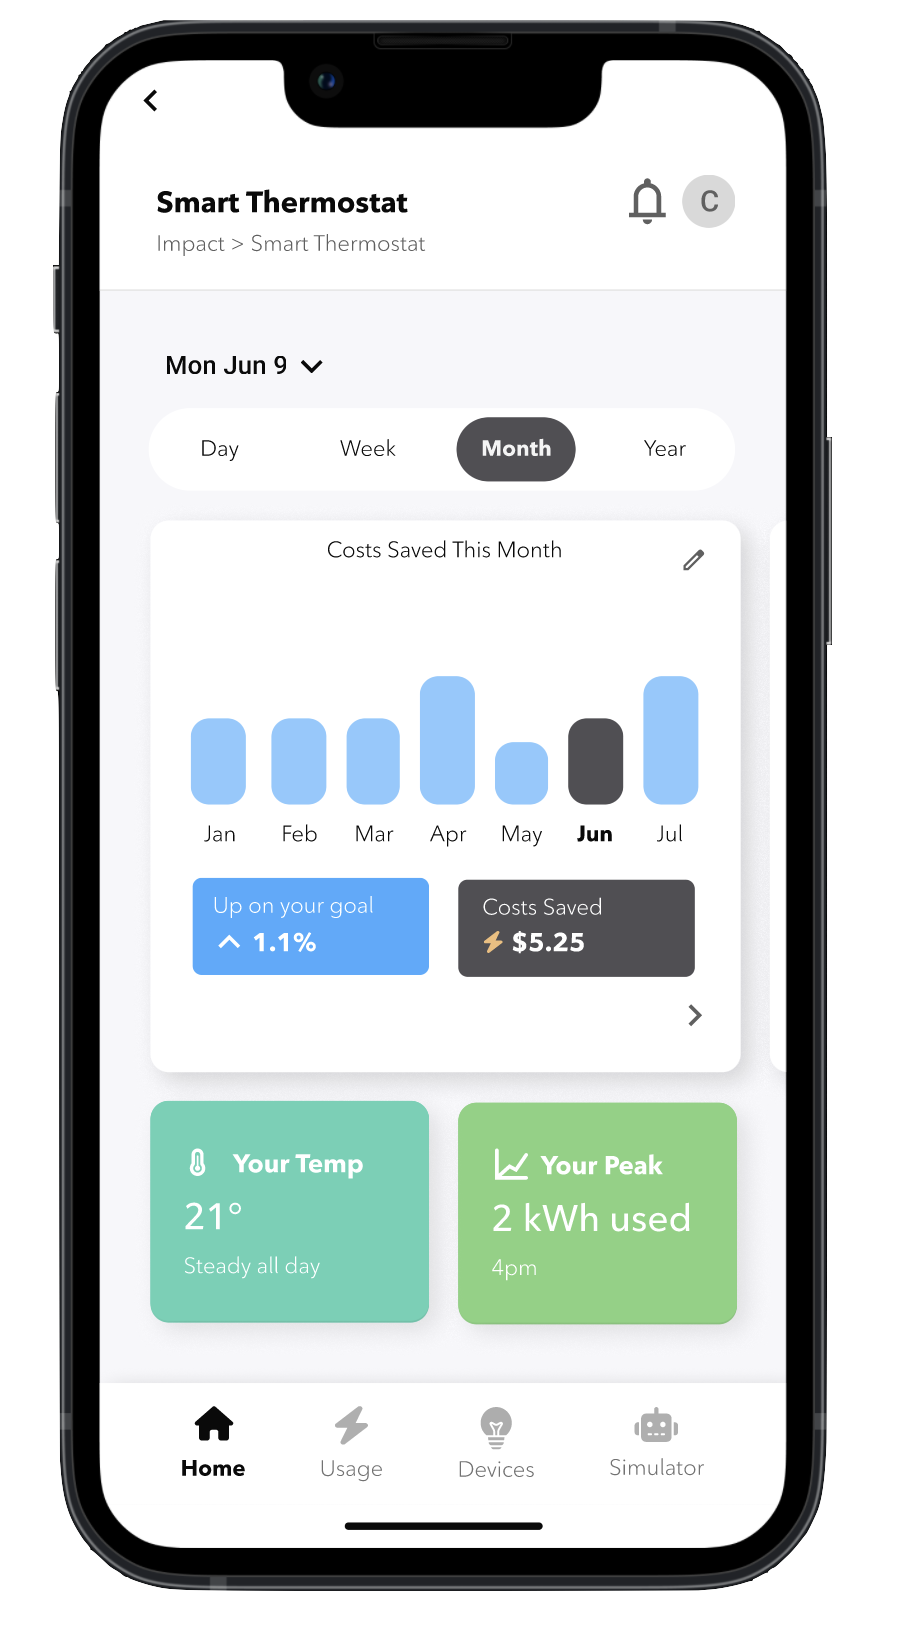 Smart Thermostat
C
Impact > Smart Thermostat
Mon Jun 9
Day Week Month Year
Costs Saved This Month
Jan Feb Mar Apr May Jun Jul
Up on your goal
1.1%
Costs Saved
$5.25
Your Temp
21°
Steady all day
Your Peak
2 kWh used
4pm
Home Usage Devices Simulator